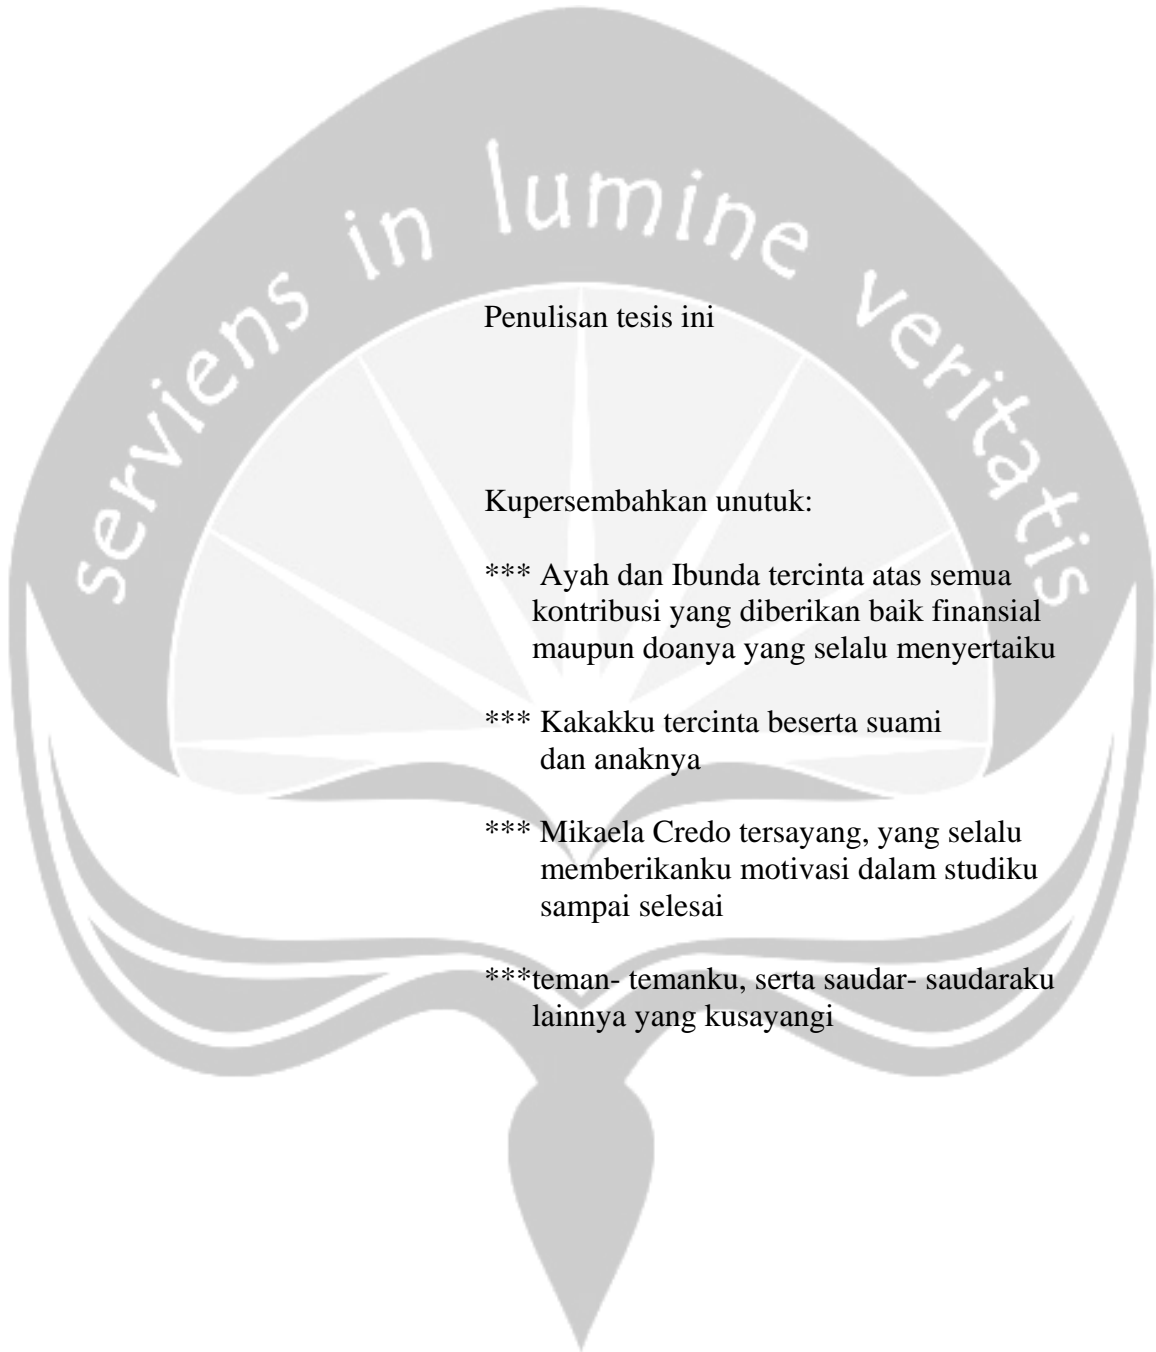 serviens in lumine veritatis
Penulisan tesis ini
Kupersembahkan unutuk:
*** Ayah dan Ibunda tercinta atas semua
kontribusi yang diberikan baik finansial
maupun doanya yang selalu menyertaiku
*** Kakakku tercinta beserta suami
dan anaknya
*** Mikaela Credo tersayang, yang selalu
memberikanku motivasi dalam studiku
sampai selesai
***teman- temanku, serta saudar- saudaraku
lainnya yang kusayangi